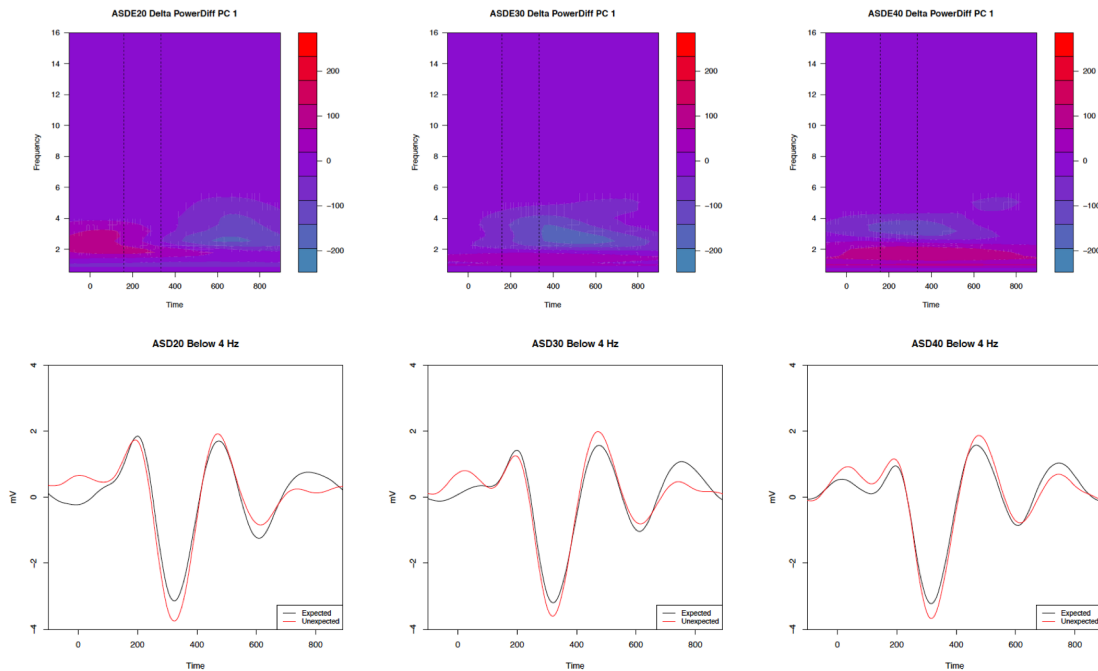 ASDE20 Delta PowerDiff PC 1
ASDE30 Delta PowerDiff PC 1
ASDE40 Delta PowerDiff PC 1
16
14
12
10
8
6
4
2
Frequency
0 200 400 600 800
Time
200
100
0
−100
−200
16
14
12
10
8
6
4
2
Frequency
0 200 400 600 800
Time
200
100
0
−100
−200
16
14
12
10
8
6
4
2
Frequency
0 200 400 600 800
Time
200
100
0
−100
−200
ASD20 Below 4 Hz
ASD30 Below 4 Hz
ASD40 Below 4 Hz
4
2
0
−2
−4
mV
0 200 400 600 800
Time
Expected
Unexpected
4
2
0
−2
−4
mV
0 200 400 600 800
Time
Expected
Unexpected
4
2
0
−2
−4
mV
0 200 400 600 800
Time
Expected
Unexpected